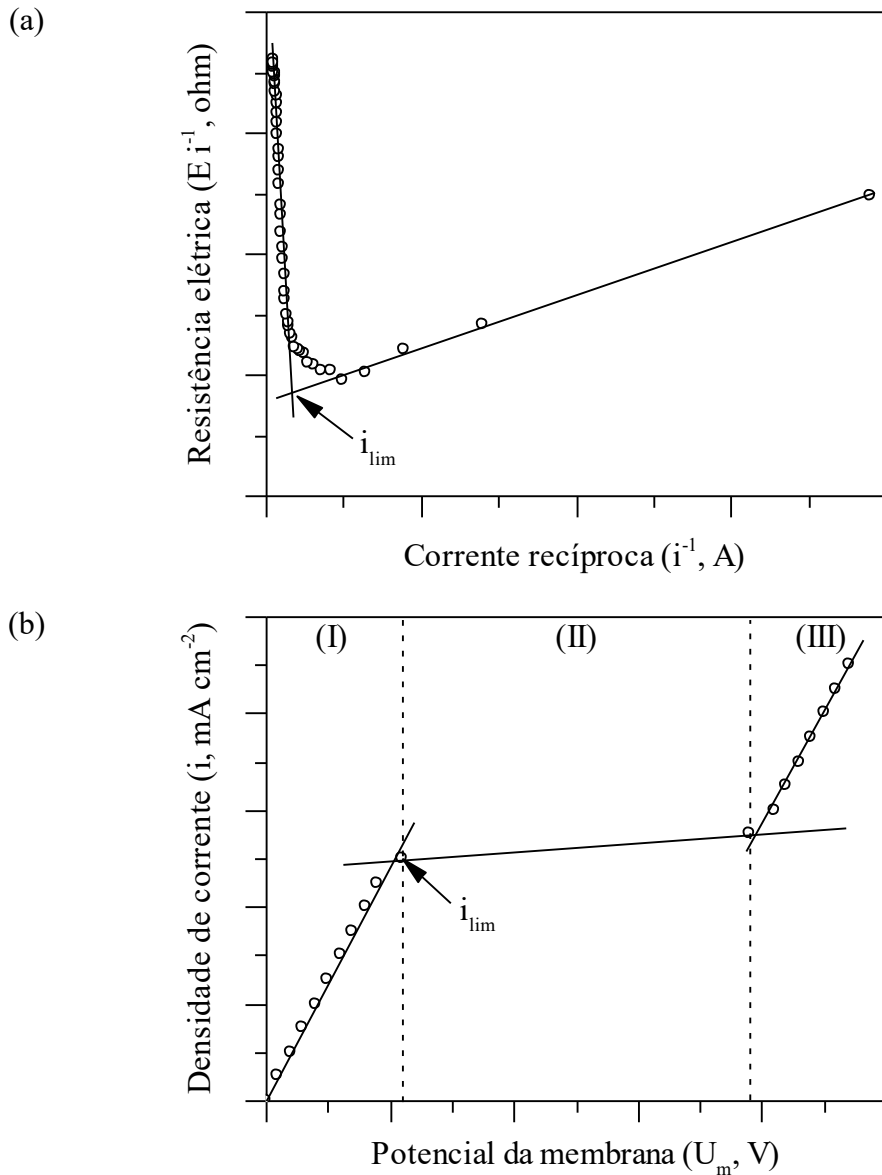 (a)
Resistência elétrica (E i⁻¹, ohm)
i_lim
Corrente recíproca (i⁻¹, A)
(b)
(I)
(II)
(III)
Densidade de corrente (i, mA cm⁻²)
i_lim
Potencial da membrana (U_m, V)